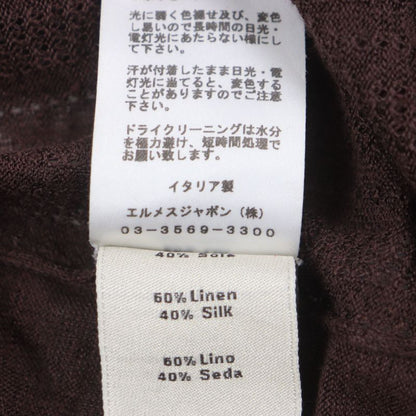 光に弱く色褪せ及び、変色
し易いので長時間の日光・
電灯光にあたらない様にし
て下さい。
汗が付着したまま日光・電
灯光に当てると、変色する
ことがありますのでご注意
下さい。
ドライクリーニングは水分
を極力避け、短時間処理で
お願いします。
イタリア製
エルメスジャポン(株)
03-3569-3300
40% Seta
60% Linen
40% Silk
60% Lino
40% Seda